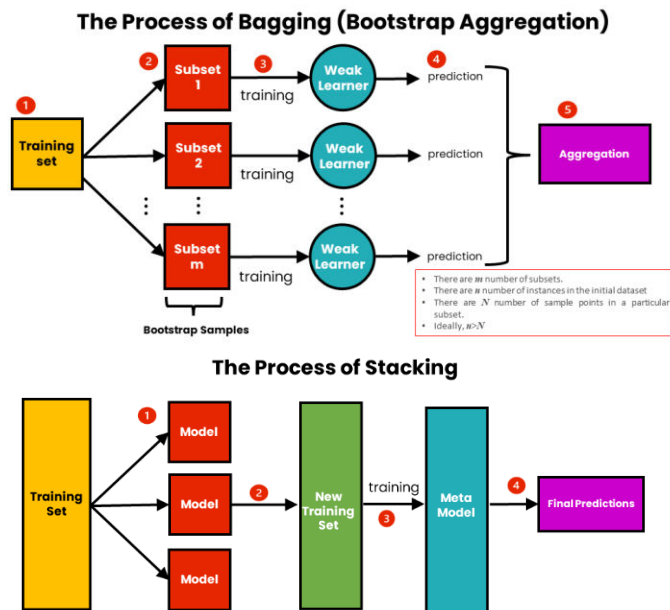 The Process of Bagging (Bootstrap Aggregation)
1
Training
set
2
Subset
1
3
training
Weak
Learner
4
prediction
Subset
2
training
Weak
Learner
prediction
5
Aggregation
Subset
m
training
Weak
Learner
prediction
Bootstrap Samples
• There are m number of subsets.
• There are n number of instances in the initial dataset
• There are N number of sample points in a particular
subset.
• Ideally, n>N
The Process of Stacking
Training
Set
1
Model
Model
Model
2
New
Training
Set
training
3
Meta
Model
4
Final Predictions